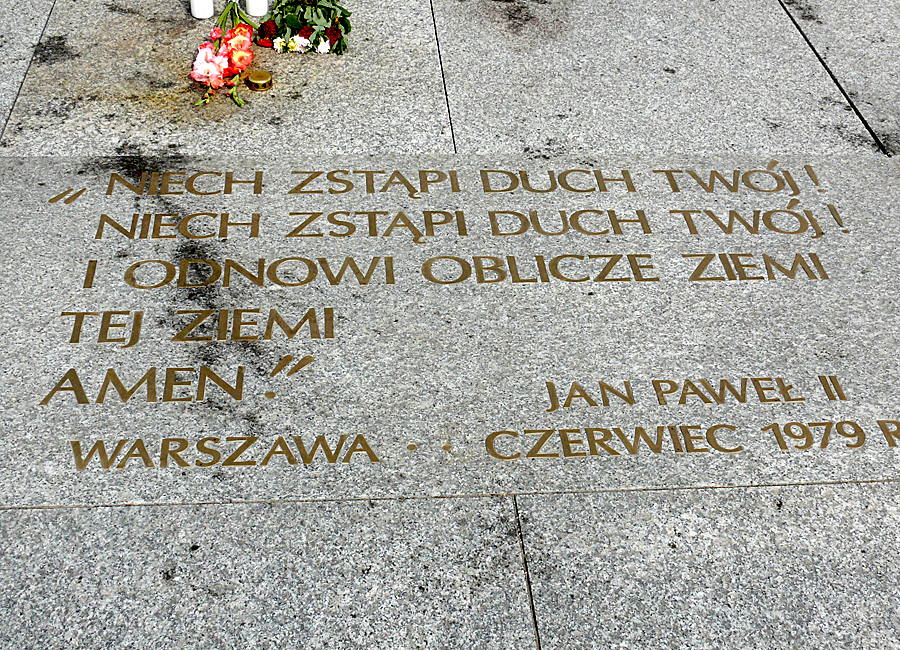 „NIECH ZSTĄPI DUCH TWÓJ!
NIECH ZSTĄPI DUCH TWÓJ!
I ODNOWI OBLICZE ZIEMI
TEJ ZIEMI
AMEN."
JAN PAWEŁ II
WARSZAWA · · CZERWIEC 1979 R